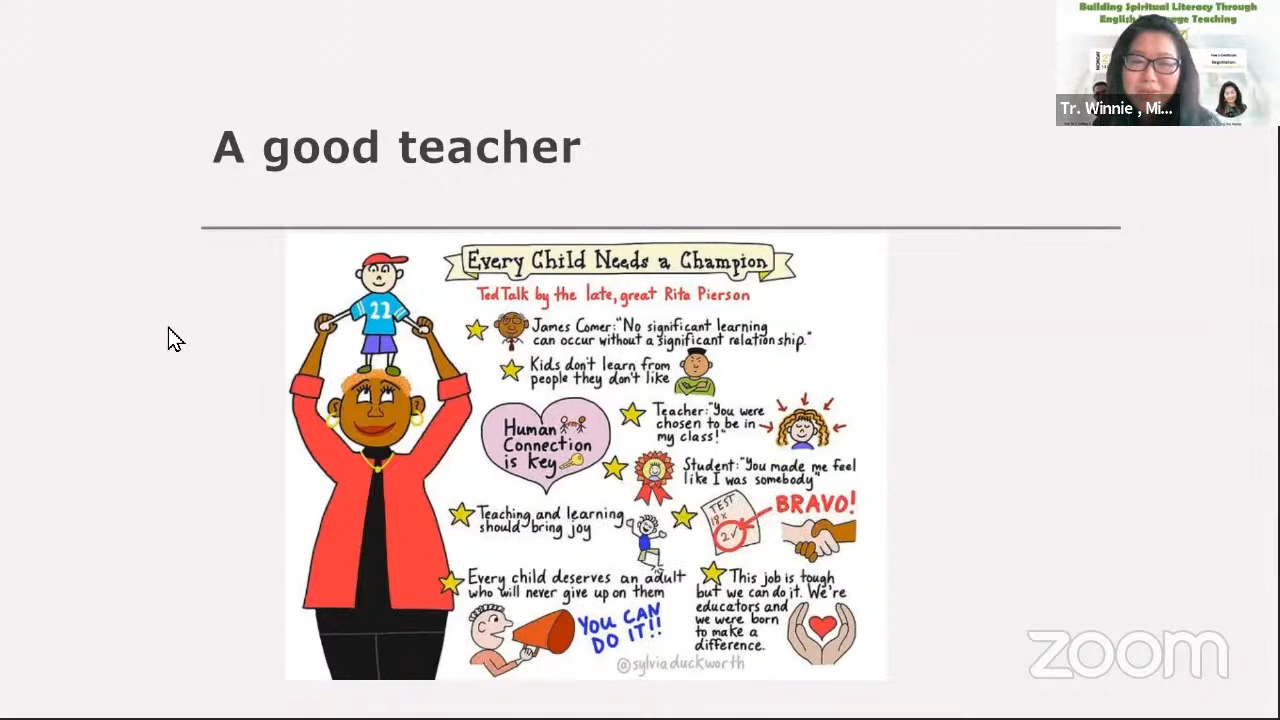 Building Spiritual Literacy Through
English Language Teaching
Tr. Winnie , Mi...
A good teacher
Every Child Needs a Champion
Ted Talk by the late, great Rita Pierson
James Comer: "No significant learning
can occur without a significant relationship."
Kids don't learn from
people they don't like
22
Human
Connection
is key
Teacher: "You were
chosen to be in
my class!"
Student: "You made me feel
like I was somebody"
Teaching and learning
should bring joy
TEST
18x
2✓
BRAVO!
Every child deserves an adult
who will never give up on them
YOU CAN
DO IT!!
This job is tough
but we can do it. We're
educators and
we were born
to make a
difference.
@sylviaduckworth
zoom